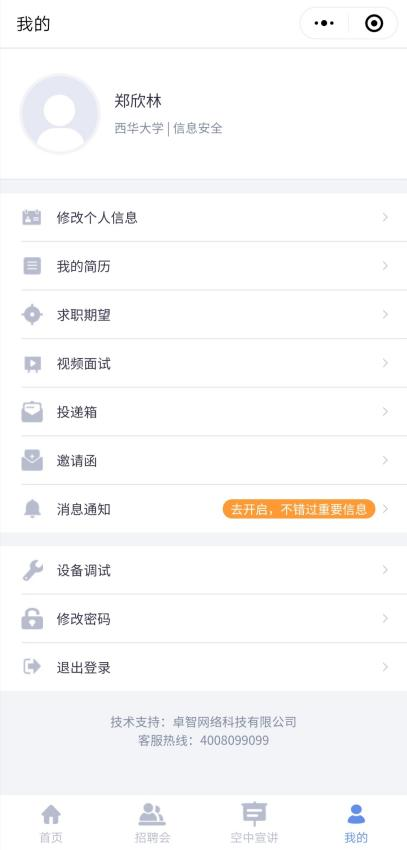 我的
郑欣林
西华大学 | 信息安全
修改个人信息
我的简历
求职期望
视频面试
投递箱
邀请函
消息通知
去开启，不错过重要信息
设备调试
修改密码
退出登录
技术支持：卓智网络科技有限公司
客服热线：4008099099
首页
招聘会
空中宣讲
我的